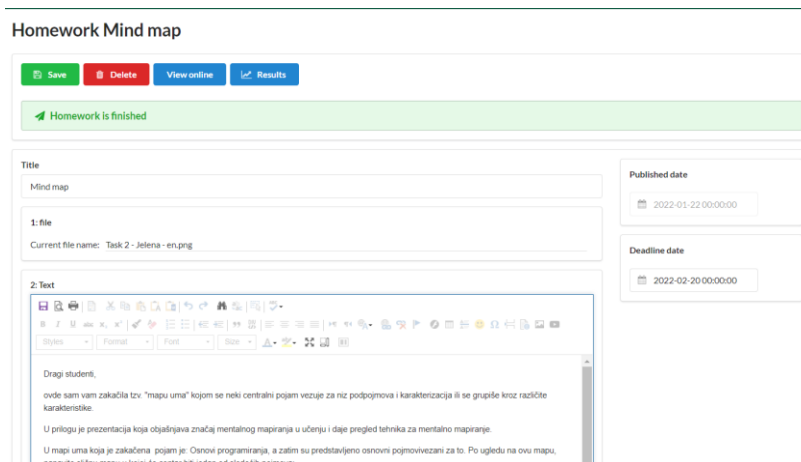 Homework Mind map
Save Delete View online Results
Homework is finished
Title
Mind map
Published date
2022-01-22 00:00:00
1: file
Current file name: Task 2 - Jelena - en.png
Deadline date
2022-02-20 00:00:00
2: Text
B I U abc x, x²
Styles Format Font Size A
Dragi studenti,
ovde sam vam zakačila tzv. "mapu uma" kojom se neki centralni pojam vezuje za niz podpojmova i karakterizacija ili se grupiše kroz različite
karakteristike.
U prilogu je prezentacija koja objašnjava značaj mentalnog mapiranja u učenju i daje pregled tehnika za mentalno mapiranje.
U mapi uma koja je zakačena pojam je: Osnovi programiranja, a zatim su predstavljeno osnovni pojmovivezani za to. Po ugledu na ovu mapu,